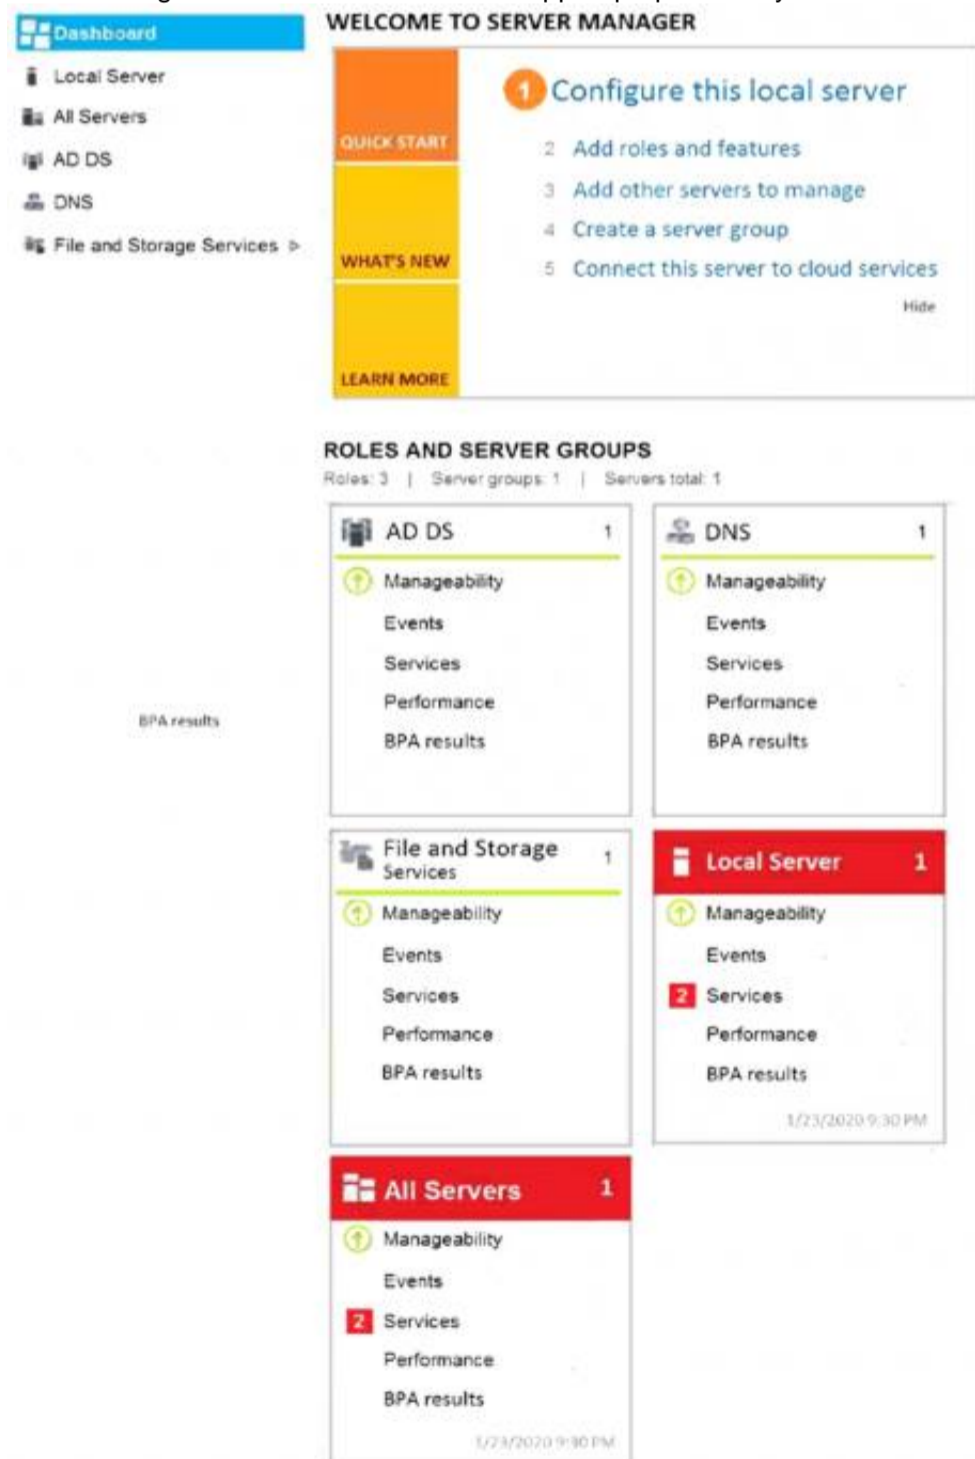 Dashboard
Local Server
All Servers
AD DS
DNS
File and Storage Services
WELCOME TO SERVER MANAGER
QUICK START
WHAT'S NEW
LEARN MORE
1 Configure this local server
2 Add roles and features
3 Add other servers to manage
4 Create a server group
5 Connect this server to cloud services
Hide
ROLES AND SERVER GROUPS
Roles: 3 | Server groups: 1 | Servers total: 1
AD DS 1
Manageability
Events
Services
Performance
BPA results
DNS 1
Manageability
Events
Services
Performance
BPA results
BPA results
File and Storage
Services 1
Manageability
Events
Services
Performance
BPA results
Local Server 1
Manageability
Events
2 Services
Performance
BPA results
1/23/2020 9:30 PM
All Servers 1
Manageability
Events
2 Services
Performance
BPA results
1/23/2020 9:30 PM